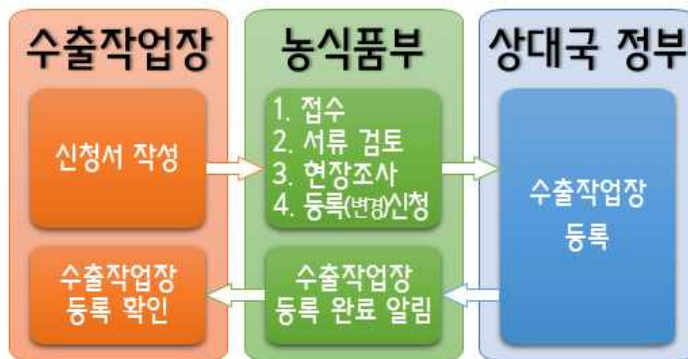 수출작업장
농식품부
상대국 정부
신청서 작성
1. 접수
2. 서류 검토
3. 현장조사
4. 등록(변경)신청
수출작업장
등록
수출작업장
등록 확인
수출작업장
등록 완료 알림